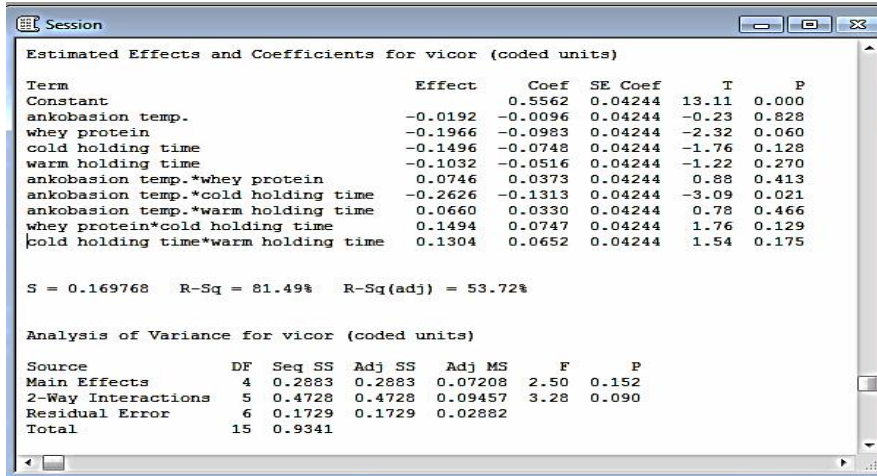 Session
Estimated Effects and Coefficients for vicor (coded units)
Term Effect Coef SE Coef T P
Constant 0.5562 0.04244 13.11 0.000
ankobasion temp. -0.0192 -0.0096 0.04244 -0.23 0.828
whey protein -0.1966 -0.0983 0.04244 -2.32 0.060
cold holding time -0.1496 -0.0748 0.04244 -1.76 0.128
warm holding time -0.1032 -0.0516 0.04244 -1.22 0.270
ankobasion temp.*whey protein 0.0746 0.0373 0.04244 0.88 0.413
ankobasion temp.*cold holding time -0.2626 -0.1313 0.04244 -3.09 0.021
ankobasion temp.*warm holding time 0.0660 0.0330 0.04244 0.78 0.466
whey protein*cold holding time 0.1494 0.0747 0.04244 1.76 0.129
cold holding time*warm holding time 0.1304 0.0652 0.04244 1.54 0.175
S = 0.169768 R-Sq = 81.49% R-Sq(adj) = 53.72%
Analysis of Variance for vicor (coded units)
Source DF Seq SS Adj SS Adj MS F P
Main Effects 4 0.2883 0.2883 0.07208 2.50 0.152
2-Way Interactions 5 0.4728 0.4728 0.09457 3.28 0.090
Residual Error 6 0.1729 0.1729 0.02882
Total 15 0.9341